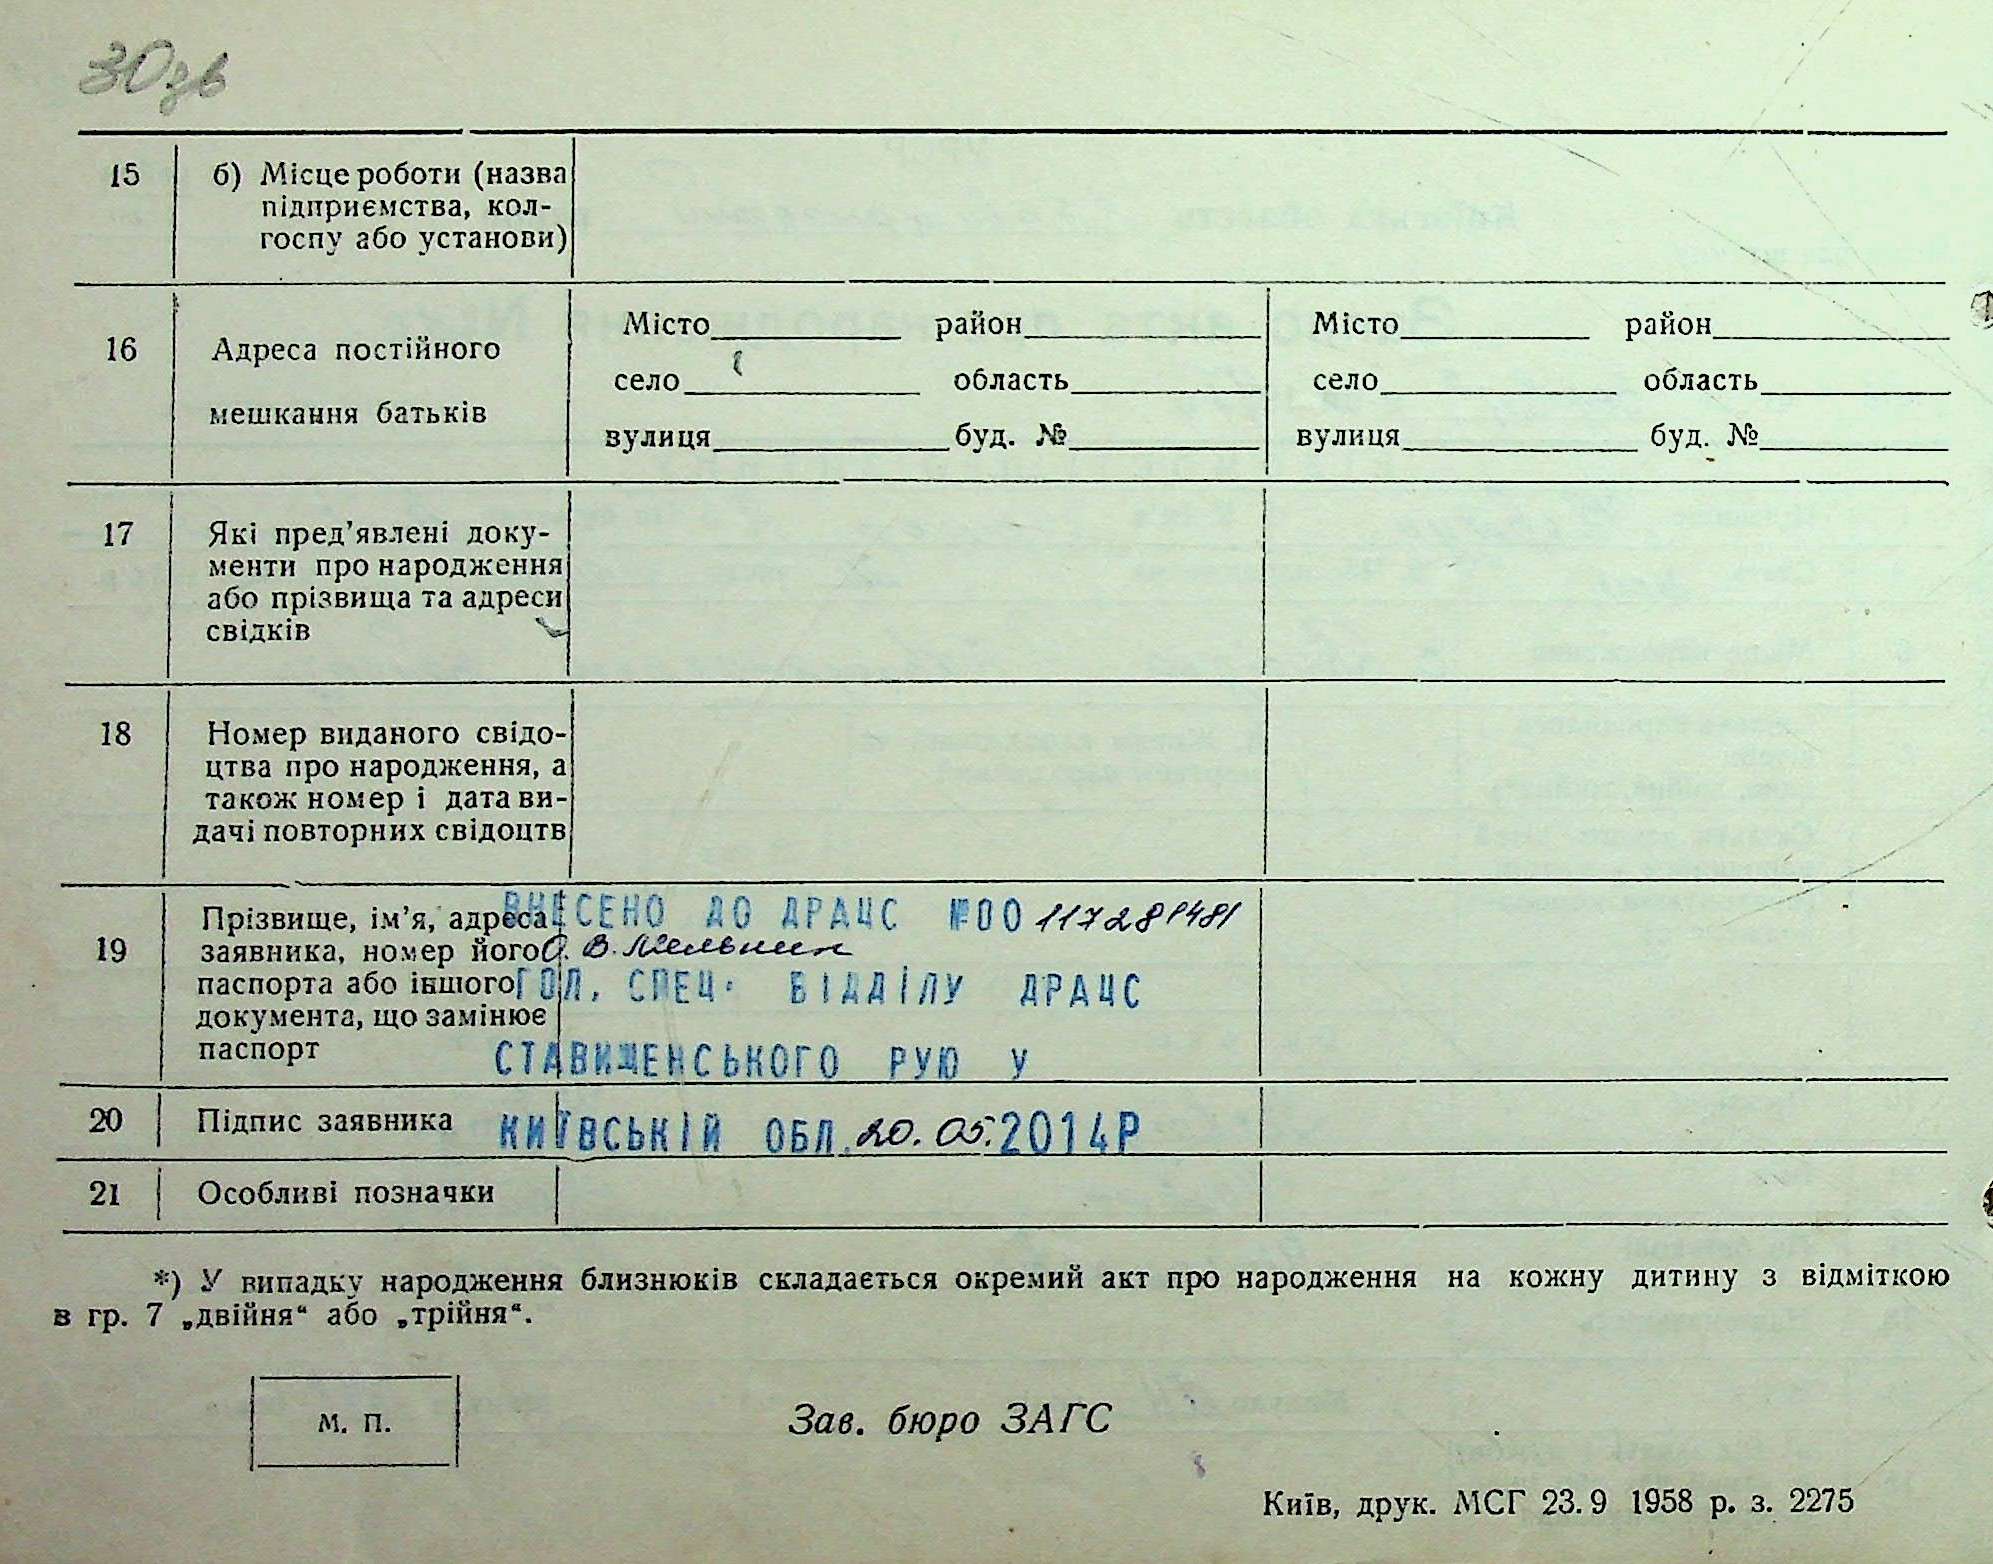 30зв
15 б) Місце роботи (назва
підприємства, кол-
госпу або установи)
16 Адреса постійного
мешкання батьків
Місто район
село область
вулиця буд. №
Місто район
село область
вулиця буд. №
17 Які пред’явлені доку-
менти про народження
або прізвища та адреси
свідків
18 Номер виданого свідо-
цтва про народження, а
також номер і дата ви-
дачі повторних свідоцтв
19 Прізвище, ім’я, адреса
заявника, номер його
паспорта або іншого
документа, що замінює
паспорт
ВНЕСЕНО ДО ДРАЦС №00 117281481
О. В. Мельник
ГОЛ. СПЕЦ. ВІДДІЛУ ДРАЦС
СТАВИЩЕНСЬКОГО РУЮ У
20 Підпис заявника
КИЇВСЬКІЙ ОБЛ. 20.05.2014Р
21 Особливі позначки
*) У випадку народження близнюків складається окремий акт про народження на кожну дитину з відміткою
в гр. 7 „двійня“ або „трійня“.
М. П.
Зав. бюро ЗАГС
Київ, друк. МСГ 23.9 1958 р. з. 2275